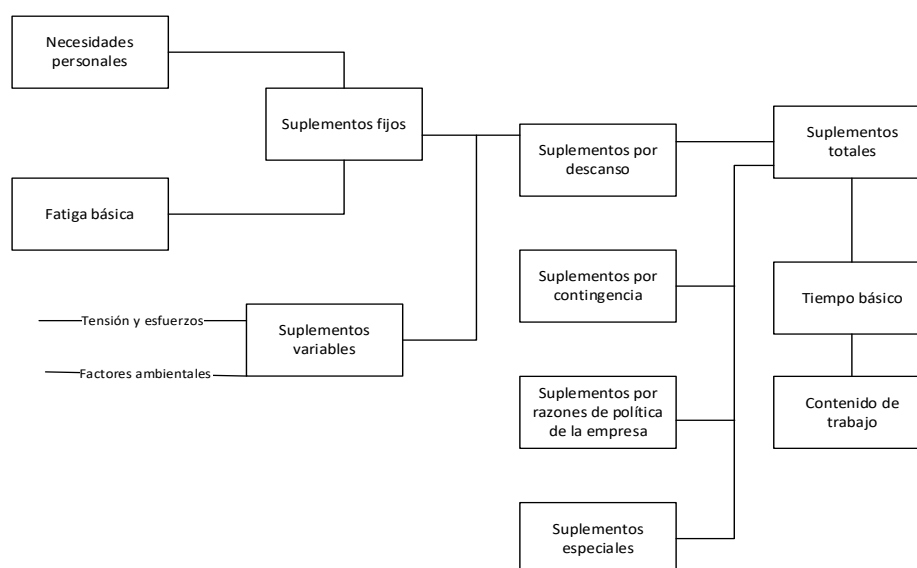 Necesidades
personales
Suplementos fijos
Fatiga básica
Tensión y esfuerzos
Factores ambientales
Suplementos
variables
Suplementos por
descanso
Suplementos por
contingencia
Suplementos por
razones de política
de la empresa
Suplementos
especiales
Suplementos
totales
Tiempo básico
Contenido de
trabajo